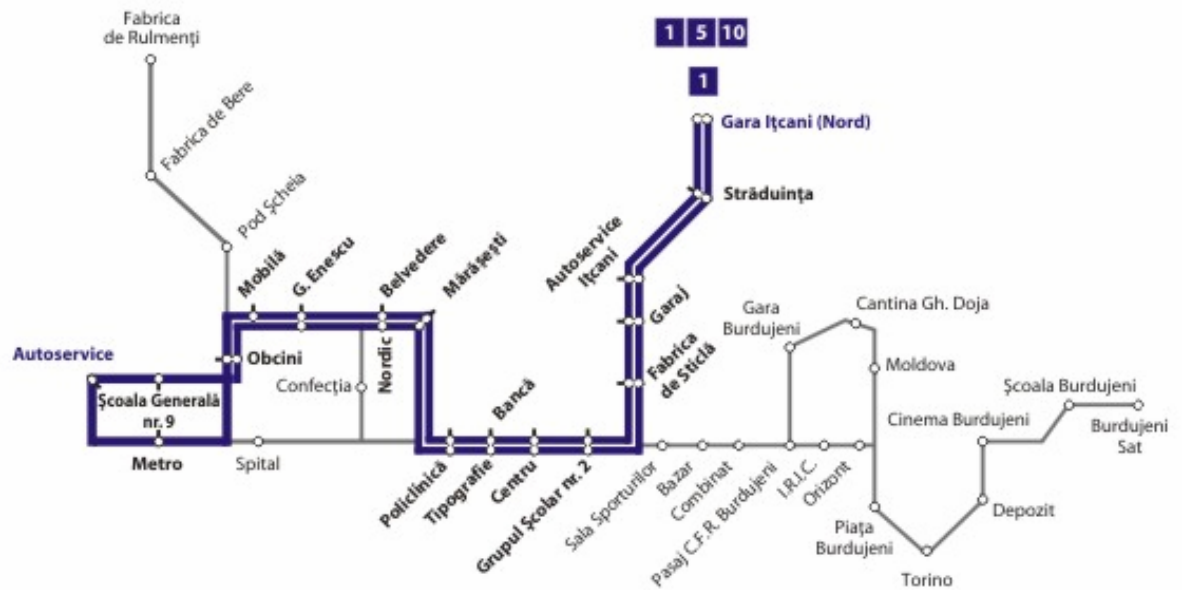 Fabrica
de Rulmenți
1 5 10
1
Gara Ițcani (Nord)
Fabrica de Bere
Străduința
Pod Șcheia
Mobilă
G. Enescu
Belvedere
Mărășești
Autoservice
Ițcani
Garaj
Fabrica
de Sticlă
Gara
Burdujeni
Cantina Gh. Doja
Moldova
Autoservice
Obcini
Confecția
Nordic
Școala Generală
nr. 9
Bancă
Școala Burdujeni
Cinema Burdujeni
Burdujeni
Sat
Metro
Spital
Policlinică
Tipografie
Centru
Grupul Școlar nr. 2
Sala Sporturilor
Bazar
Combinat
Pasaj C.F.R. Burdujeni
I.R.I.C.
Orizont
Piața
Burdujeni
Depozit
Torino